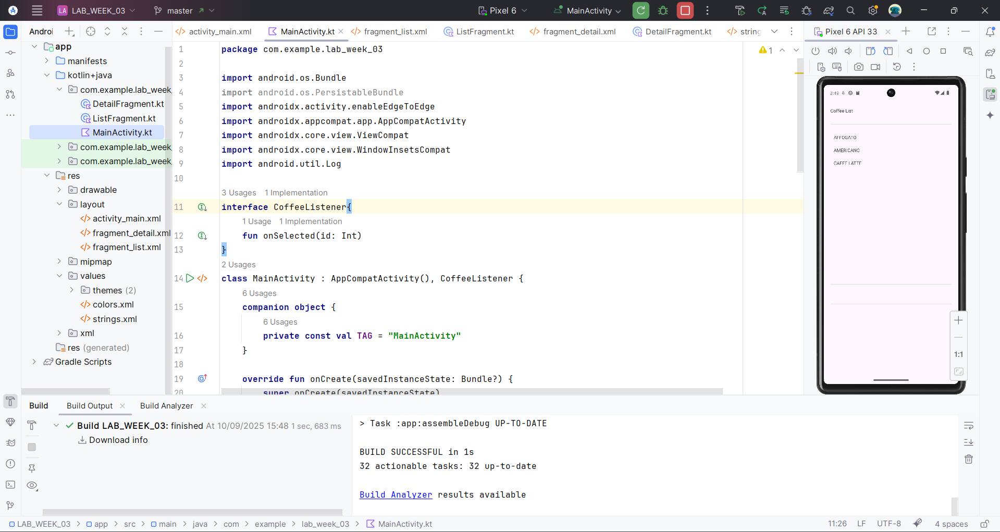 LA LAB_WEEK_03 master Pixel 6 MainActivity
Androi
activity_main.xml MainActivity.kt fragment_list.xml ListFragment.kt fragment_detail.xml DetailFragment.kt string
Pixel 6 API 33
app
manifests
kotlin+java
com.example.lab_week_
DetailFragment.kt
ListFragment.kt
MainActivity.kt
com.example.lab_week_
com.example.lab_week_
res
drawable
layout
activity_main.xml
fragment_detail.xml
fragment_list.xml
mipmap
values
themes (2)
colors.xml
strings.xml
xml
res (generated)
Gradle Scripts
1 package com.example.lab_week_03
2
3 import android.os.Bundle
4 import android.os.PersistableBundle
5 import androidx.activity.enableEdgeToEdge
6 import androidx.appcompat.app.AppCompatActivity
7 import androidx.core.view.ViewCompat
8 import androidx.core.view.WindowInsetsCompat
9 import android.util.Log
10
3 Usages 1 Implementation
11 interface CoffeeListener{
1 Usage 1 Implementation
12 fun onSelected(id: Int)
13 }
2 Usages
14 class MainActivity : AppCompatActivity(), CoffeeListener {
6 Usages
15 companion object {
6 Usages
16 private const val TAG = "MainActivity"
17 }
18
19 override fun onCreate(savedInstanceState: Bundle?) {
20 super.onCreate(savedInstanceState)
1
3:49
Coffee List
AFFOGATO
AMERICANO
CAFFE LATTE
1:1
Build Build Output Build Analyzer
Build LAB_WEEK_03: finished At 10/09/2025 15:48 1 sec, 683 ms
Download info
> Task :app:assembleDebug UP-TO-DATE
BUILD SUCCESSFUL in 1s
32 actionable tasks: 32 up-to-date
Build Analyzer results available
LAB_WEEK_03 > app > src > main > java > com > example > lab_week_03 > MainActivity.kt
11:26 LF UTF-8 4 spaces